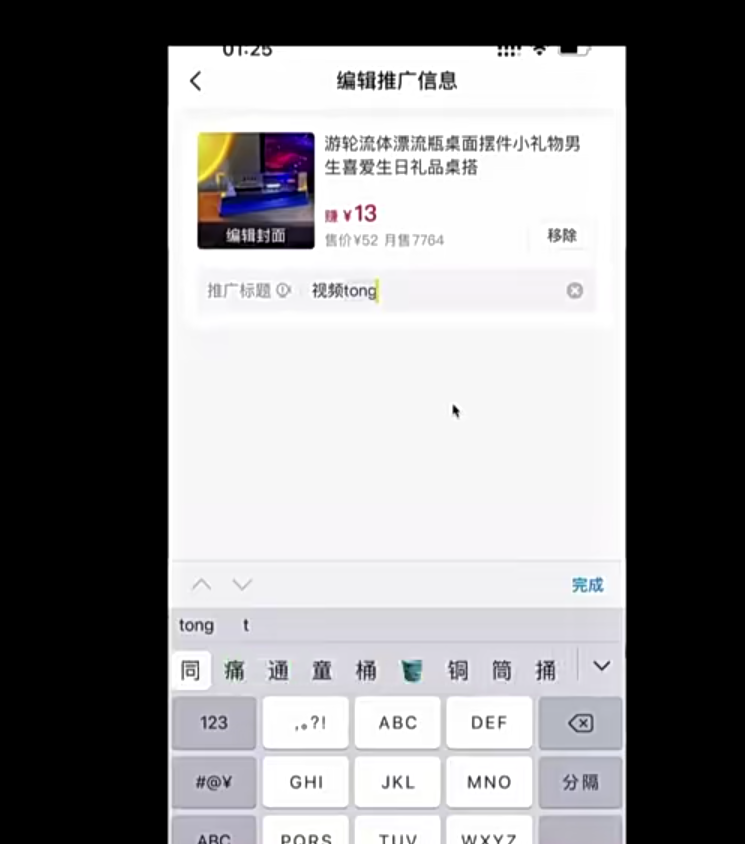 01:25
编辑推广信息
游轮流体漂流瓶桌面摆件小礼物男
生喜爱生日礼品桌搭
赚 ¥13
售价¥52 月售7764
编辑封面
移除
推广标题 视频tong
完成
tong t
同 痛 通 童 桶 铜 筒 捅
123 ,。?! ABC DEF
#@¥ GHI JKL MNO 分隔
ABC PQRS TUV WXYZ